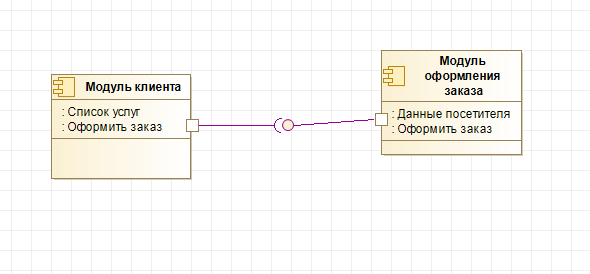 Модуль клиента
: Список услуг
: Оформить заказ
Модуль
оформления
заказа
: Данные посетителя
: Оформить заказ